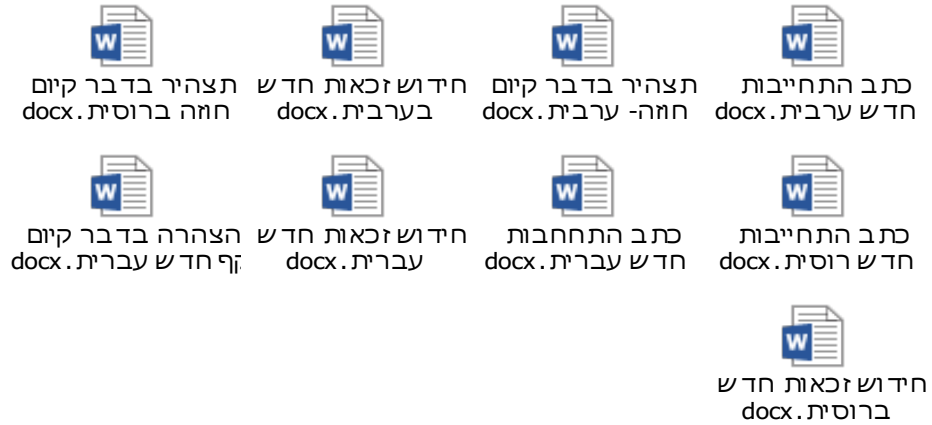 כתב התחייבות
חדש ערבית.docx
תצהיר בדבר קיום
חוזה- ערבית.docx
חידוש זכאות חדש
בערבית.docx
תצהיר בדבר קיום
חוזה ברוסית.docx
כתב התחייבות
חדש רוסית.docx
כתב התחחבות
חדש עברית.docx
חידוש זכאות חדש
עברית.docx
הצהרה בדבר קיום
קף חדש עברית.docx
חידוש זכאות חדש
ברוסית.docx